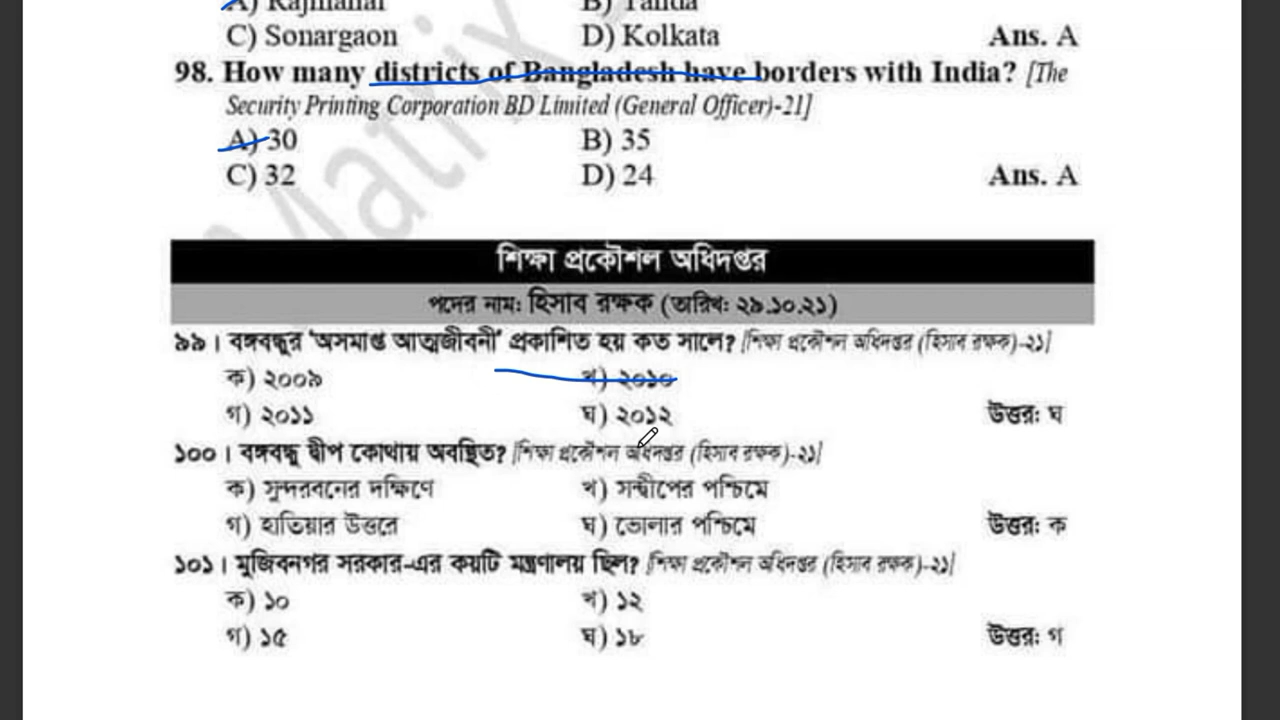 A) Rajmahal B) Tanda
C) Sonargaon D) Kolkata Ans. A
98. How many districts of Bangladesh have borders with India? [The
Security Printing Corporation BD Limited (General Officer)-21]
A) 30 B) 35
C) 32 D) 24 Ans. A
Matrix
শিক্ষা প্রকৌশল অধিদপ্তর
পদের নাম: হিসাব রক্ষক (তারিখ: ২৯.১০.২১)
৯৯। বঙ্গবন্ধুর 'অসমাপ্ত আত্মজীবনী' প্রকাশিত হয় কত সালে? [শিক্ষা প্রকৌশল অধিদপ্তর (হিসাব রক্ষক)-২১]
ক) ২০০৯ খ) ২০১০
গ) ২০১১ ঘ) ২০১২ উত্তর: ঘ
১০০। বঙ্গবন্ধু দ্বীপ কোথায় অবস্থিত? [শিক্ষা প্রকৌশল অধিদপ্তর (হিসাব রক্ষক)-২১]
ক) সুন্দরবনের দক্ষিণে খ) সন্দ্বীপের পশ্চিমে
গ) হাতিয়ার উত্তরে ঘ) ভোলার পশ্চিমে উত্তর: ক
১০১। মুজিবনগর সরকার-এর কয়টি মন্ত্রণালয় ছিল? [শিক্ষা প্রকৌশল অধিদপ্তর (হিসাব রক্ষক)-২১]
ক) ১০ খ) ১২
গ) ১৫ ঘ) ১৮ উত্তর: গ